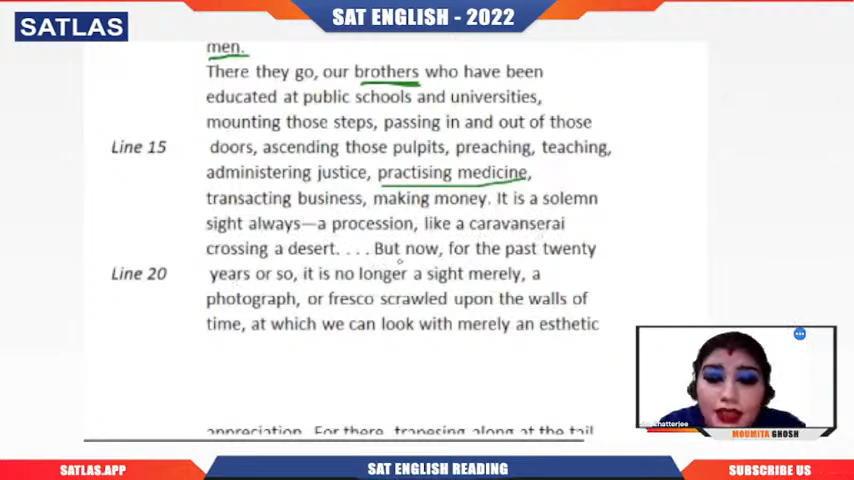 SATLAS
SAT ENGLISH - 2022
men.
There they go, our brothers who have been
educated at public schools and universities,
mounting those steps, passing in and out of those
Line 15 doors, ascending those pulpits, preaching, teaching,
administering justice, practising medicine,
transacting business, making money. It is a solemn
sight always—a procession, like a caravanserai
crossing a desert. . . . But now, for the past twenty
Line 20 years or so, it is no longer a sight merely, a
photograph, or fresco scrawled upon the walls of
time, at which we can look with merely an esthetic
appreciation. For there, trapesing along at the tail
hatterjee
MOUMITA GHOSH
SATLAS.APP
SAT ENGLISH READING
SUBSCRIBE US